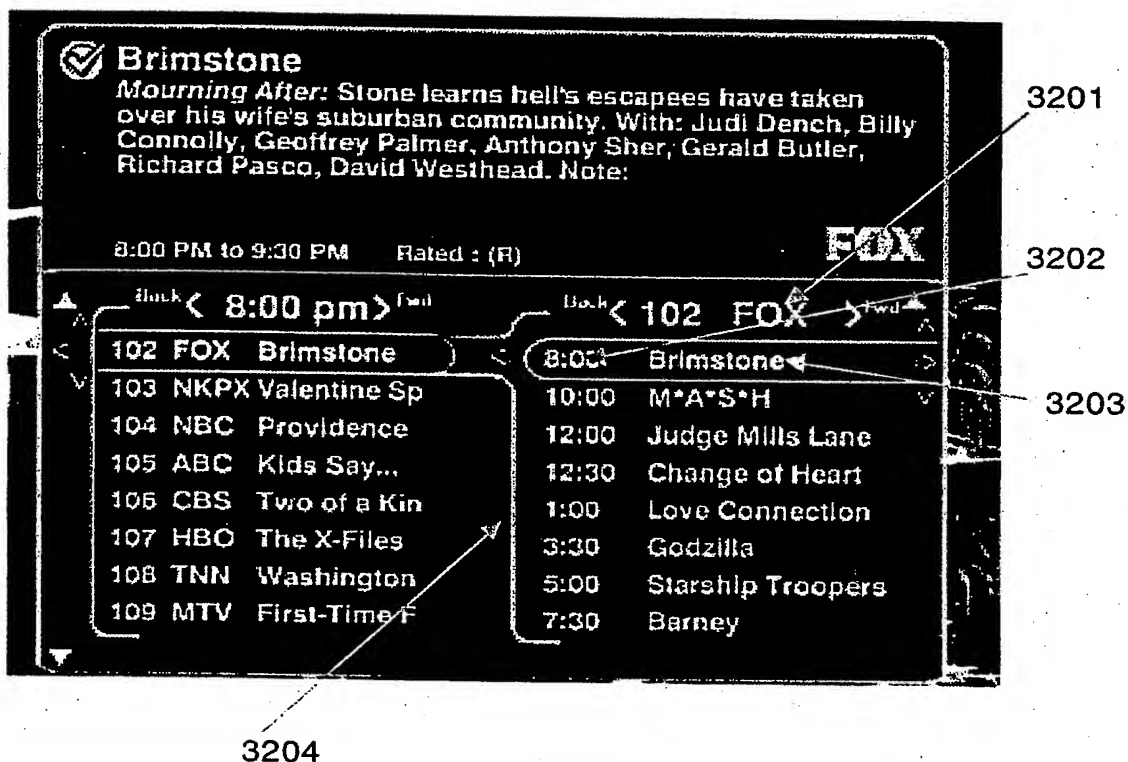 Brimstone
Mourning After: Stone learns hell's escapees have taken
over his wife's suburban community. With: Judi Dench, Billy
Connolly, Geoffrey Palmer, Anthony Sher, Gerald Butler,
Richard Pasco, David Westhead. Note:
8:00 PM to 9:30 PM Rated : (R)
FOX
Back < 8:00 pm > Fwd
Back < 102 FOX > Fwd
102 FOX Brimstone
103 NKPX Valentine Sp
104 NBC Providence
105 ABC Kids Say...
106 CBS Two of a Kin
107 HBO The X-Files
108 TNN Washington
109 MTV First-Time F
8:00 Brimstone
10:00 M*A*S*H
12:00 Judge Mills Lane
12:30 Change of Heart
1:00 Love Connection
3:30 Godzilla
5:00 Starship Troopers
7:30 Barney
3201
3202
3203
3204